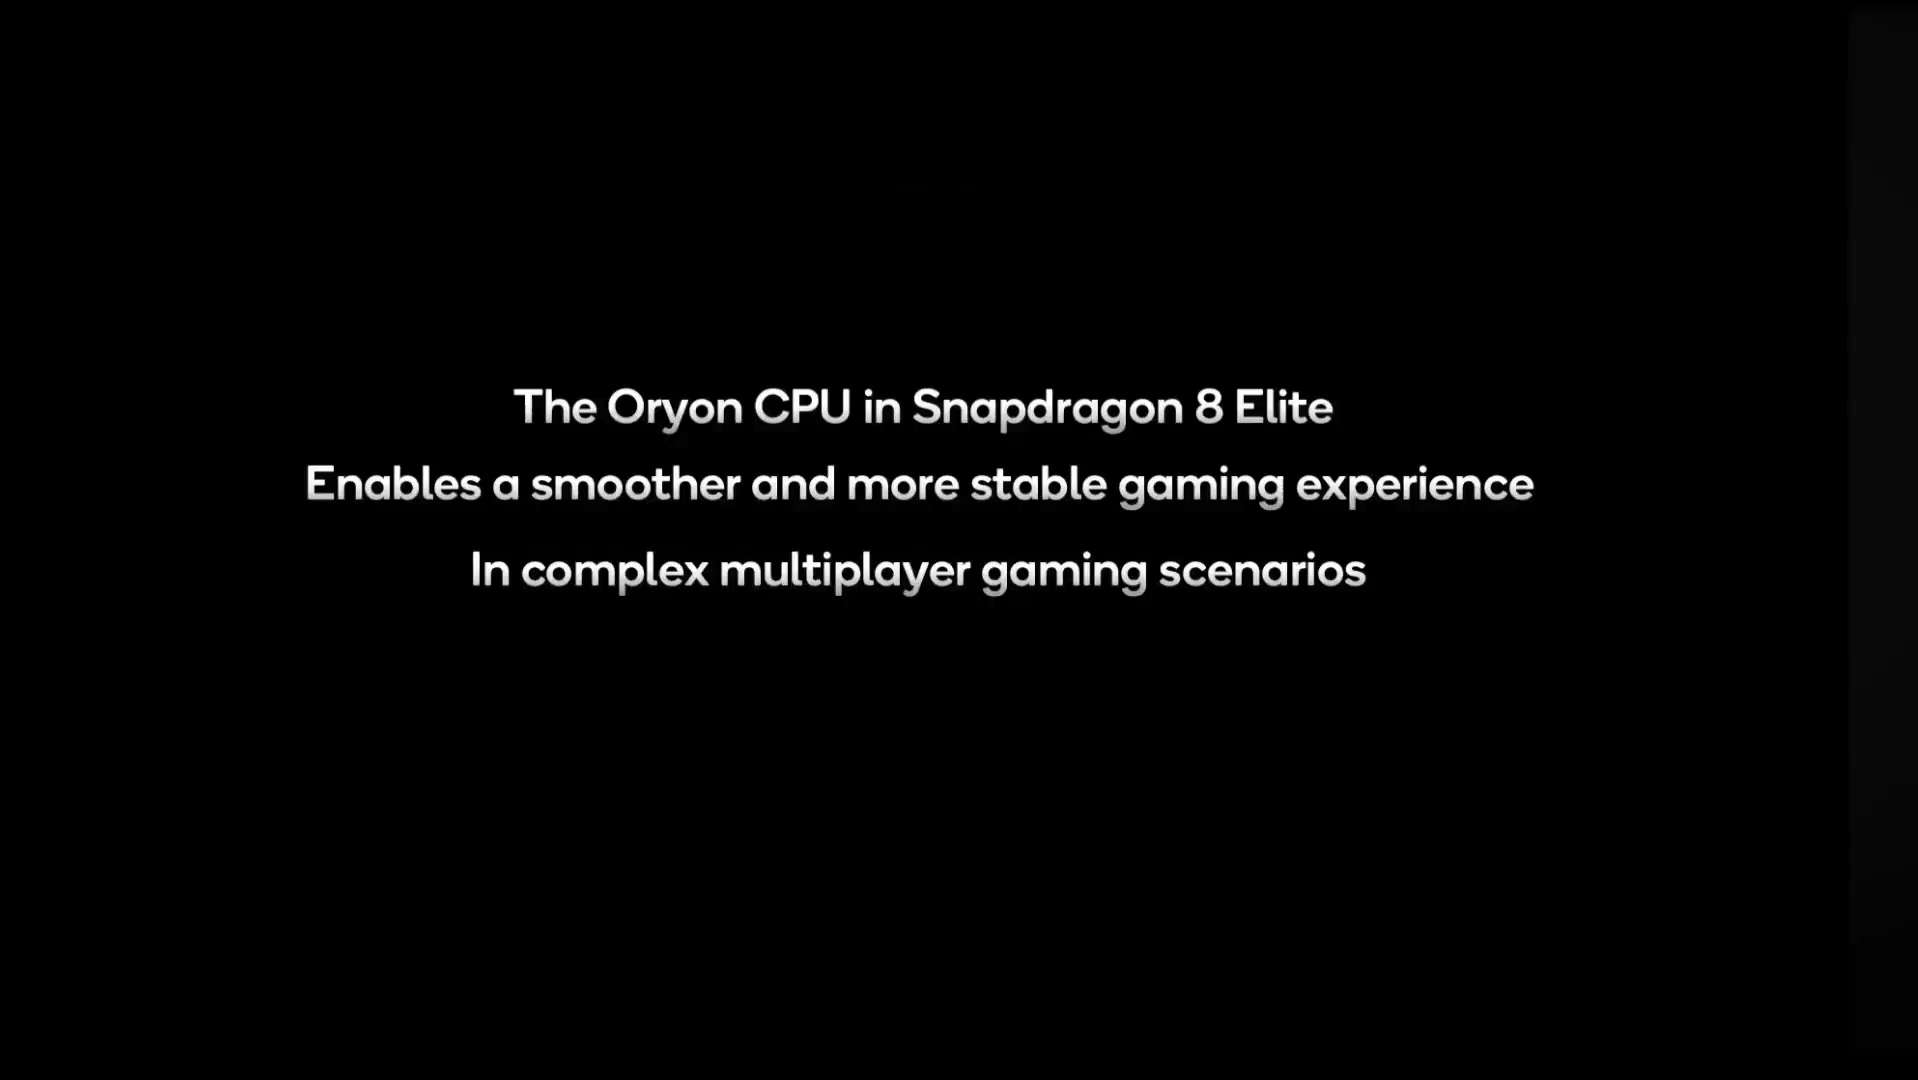 The Oryon CPU in Snapdragon 8 Elite
Enables a smoother and more stable gaming experience
In complex multiplayer gaming scenarios